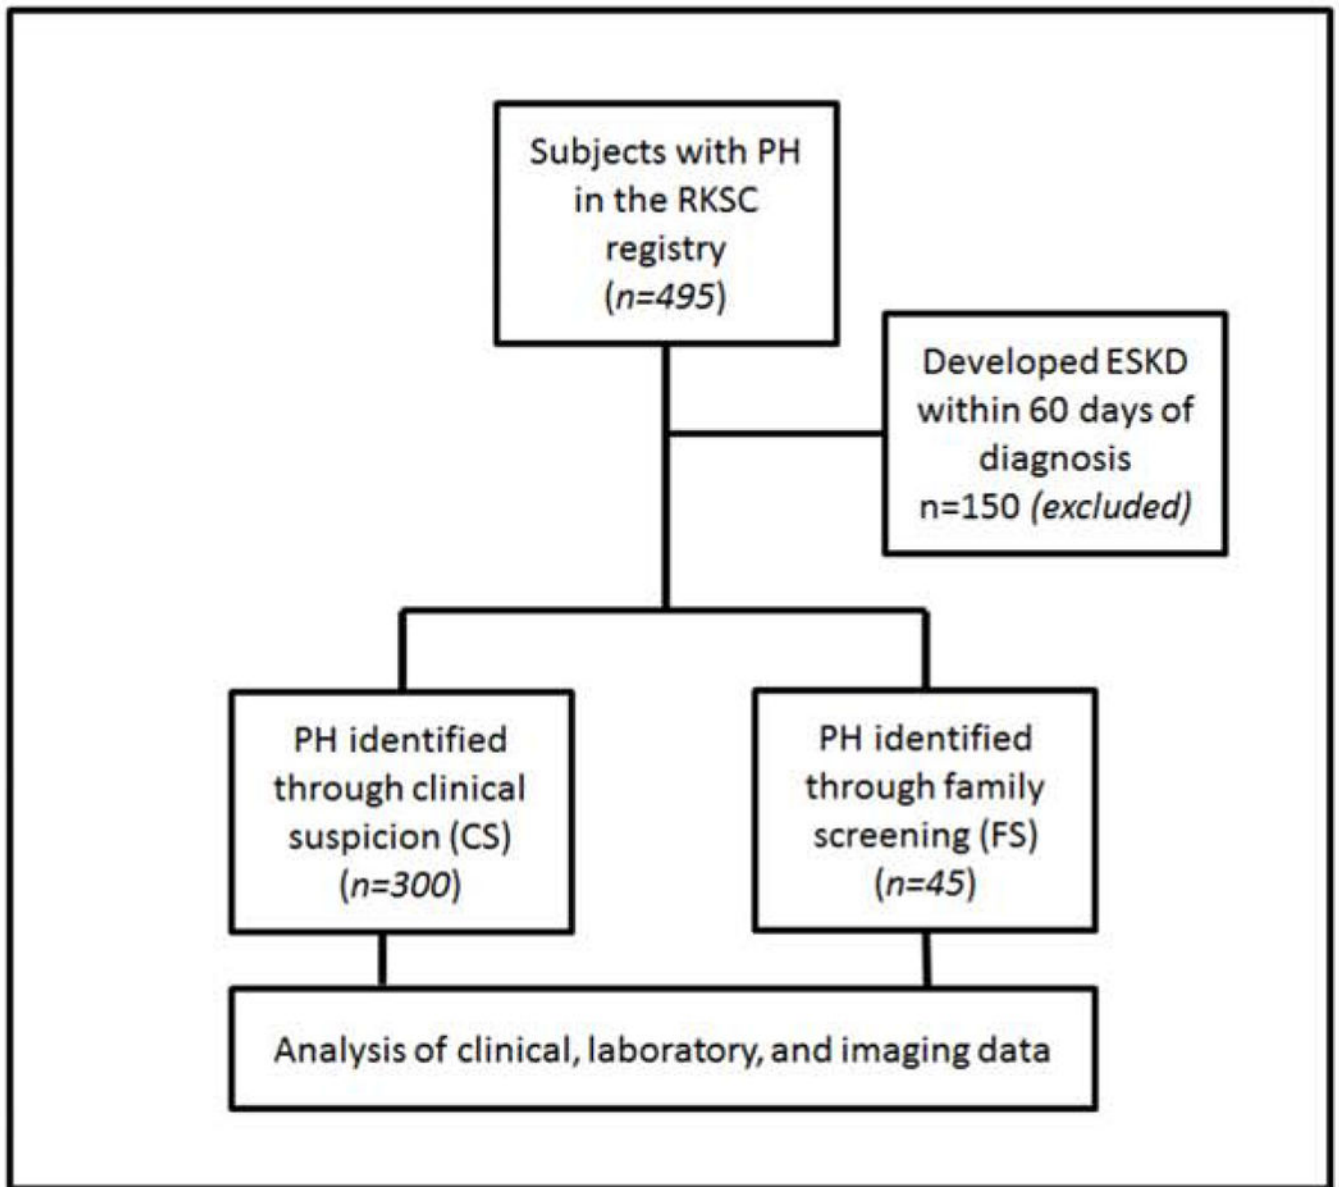 Subjects with PH
in the RKSC
registry
(n=495)
Developed ESKD
within 60 days of
diagnosis
n=150 (excluded)
PH identified
through clinical
suspicion (CS)
(n=300)
PH identified
through family
screening (FS)
(n=45)
Analysis of clinical, laboratory, and imaging data